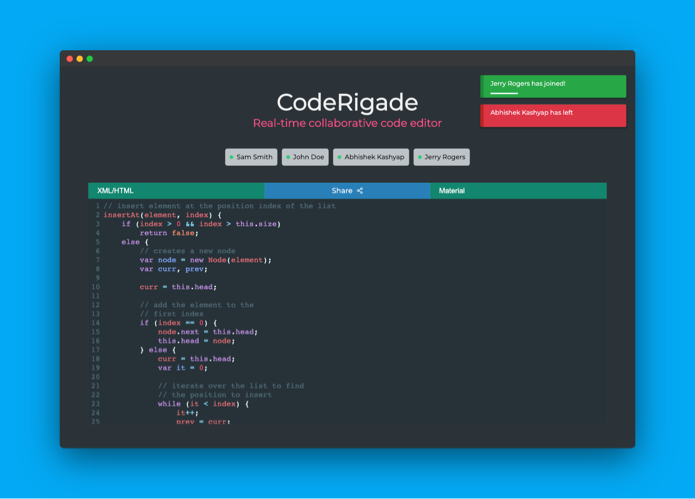 Jerry Rogers has joined!
Abhishek Kashyap has left
CodeRigade
Real-time collaborative code editor
Sam Smith John Doe Abhishek Kashyap Jerry Rogers
XML/HTML Share Material
1 // insert element at the position index of the list
2 insertAt(element, index) {
3 if (index > 0 && index > this.size)
4 return false;
5 else {
6 // creates a new node
7 var node = new Node(element);
8 var curr, prev;
9
10 curr = this.head;
11
12 // add the element to the
13 // first index
14 if (index == 0) {
15 node.next = this.head;
16 this.head = node;
17 } else {
18 curr = this.head;
19 var it = 0;
20
21 // iterate over the list to find
22 // the position to insert
23 while (it < index) {
24 it++;
25 prev = curr;